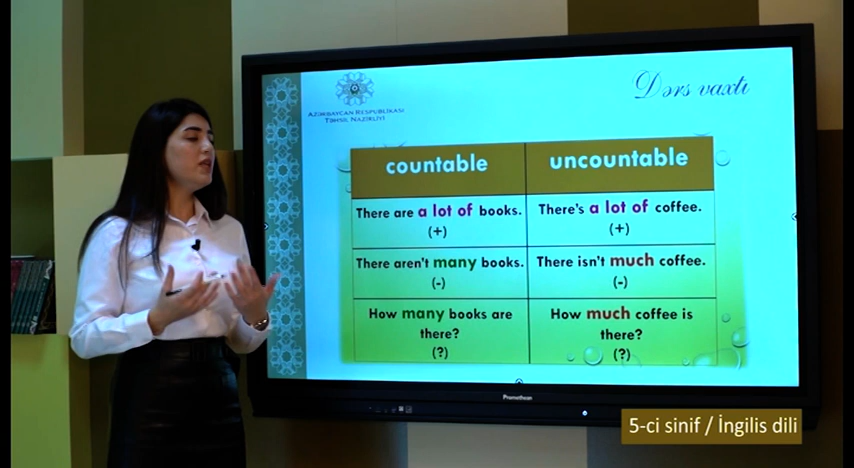 Dərs vaxtı
AZƏRBAYCAN RESPUBLİKASI
TƏHSİL NAZİRLİYİ
countable
uncountable
There are a lot of books.
(+)
There's a lot of coffee.
(+)
There aren't many books.
(-)
There isn't much coffee.
(-)
How many books are
there?
(?)
How much coffee is
there?
(?)
Promethean
5-ci sinif / İngilis dili